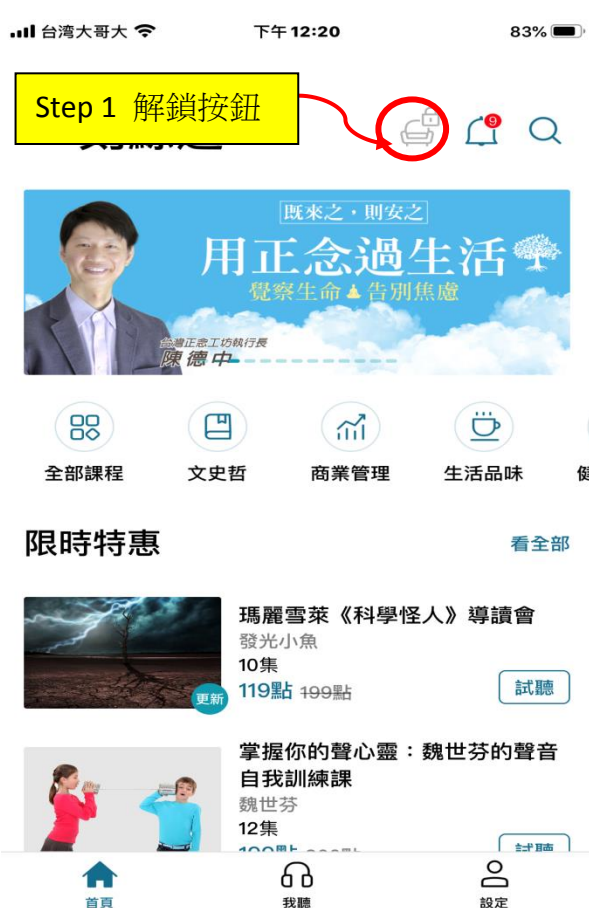 台湾大哥大
下午12:20
83%
Step 1 解鎖按鈕
9
既來之,則安之
用正念過生活
覺察生命 告別焦慮
台灣正念工坊執行長
陳德中
全部課程
文史哲
商業管理
生活品味
健
限時特惠
看全部
瑪麗雪萊《科學怪人》導讀會
發光小魚
10集
119點 199點
試聽
更新
掌握你的聲心靈:魏世芬的聲音
自我訓練課
魏世芬
12集
試聽
首頁
我聽
設定